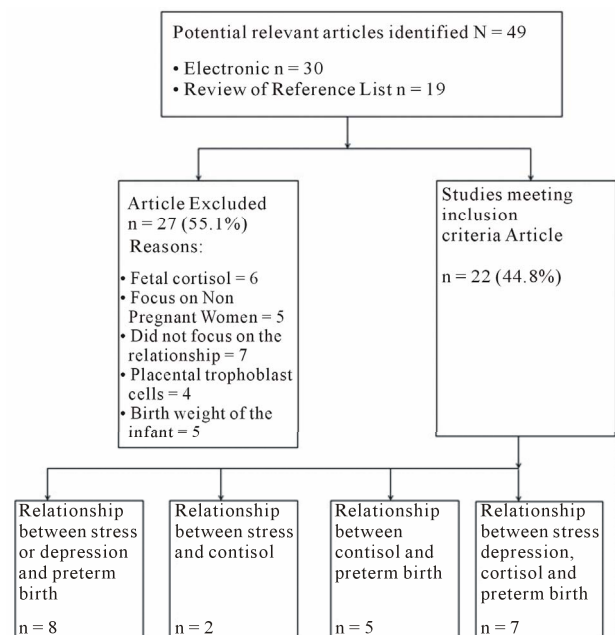 Potential relevant articles identified N = 49
• Electronic n = 30
• Review of Reference List n = 19
Article Excluded
n = 27 (55.1%)
Reasons:
• Fetal cortisol = 6
• Focus on Non
Pregnant Women = 5
• Did not focus on the
relationship = 7
• Placental trophoblast
cells = 4
• Birth weight of the
infant = 5
Studies meeting
inclusion
criteria Article
n = 22 (44.8%)
Relationship
between stress
or depression
and preterm
birth
n = 8
Relationship
between stress
and contisol
n = 2
Relationship
between
contisol and
preterm birth
n = 5
Relationship
between stress
depression,
cortisol and
preterm birth
n = 7